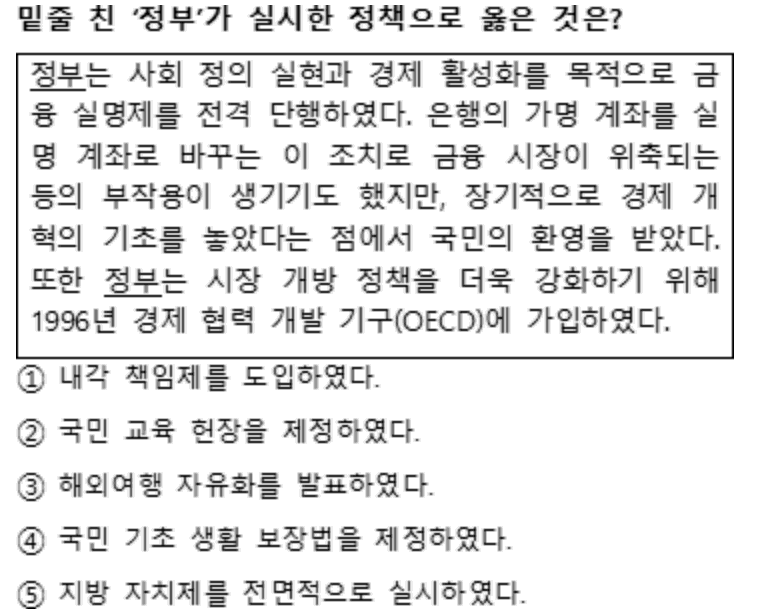 밑줄 친 ‘정부’가 실시한 정책으로 옳은 것은?
정부는 사회 정의 실현과 경제 활성화를 목적으로 금
융 실명제를 전격 단행하였다. 은행의 가명 계좌를 실
명 계좌로 바꾸는 이 조치로 금융 시장이 위축되는
등의 부작용이 생기기도 했지만, 장기적으로 경제 개
혁의 기초를 놓았다는 점에서 국민의 환영을 받았다.
또한 정부는 시장 개방 정책을 더욱 강화하기 위해
1996년 경제 협력 개발 기구(OECD)에 가입하였다.
① 내각 책임제를 도입하였다.
② 국민 교육 헌장을 제정하였다.
③ 해외여행 자유화를 발표하였다.
④ 국민 기초 생활 보장법을 제정하였다.
⑤ 지방 자치제를 전면적으로 실시하였다.